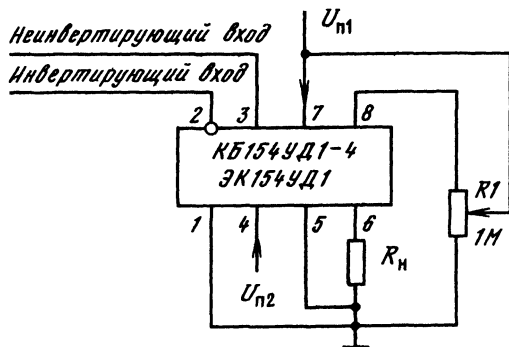 Uп1
Неинвертирующий вход
Инвертирующий вход
2 3 7 8
КБ154УД1-4
ЭК154УД1
R1
1М
1 4 5 6
Rн
Uп2